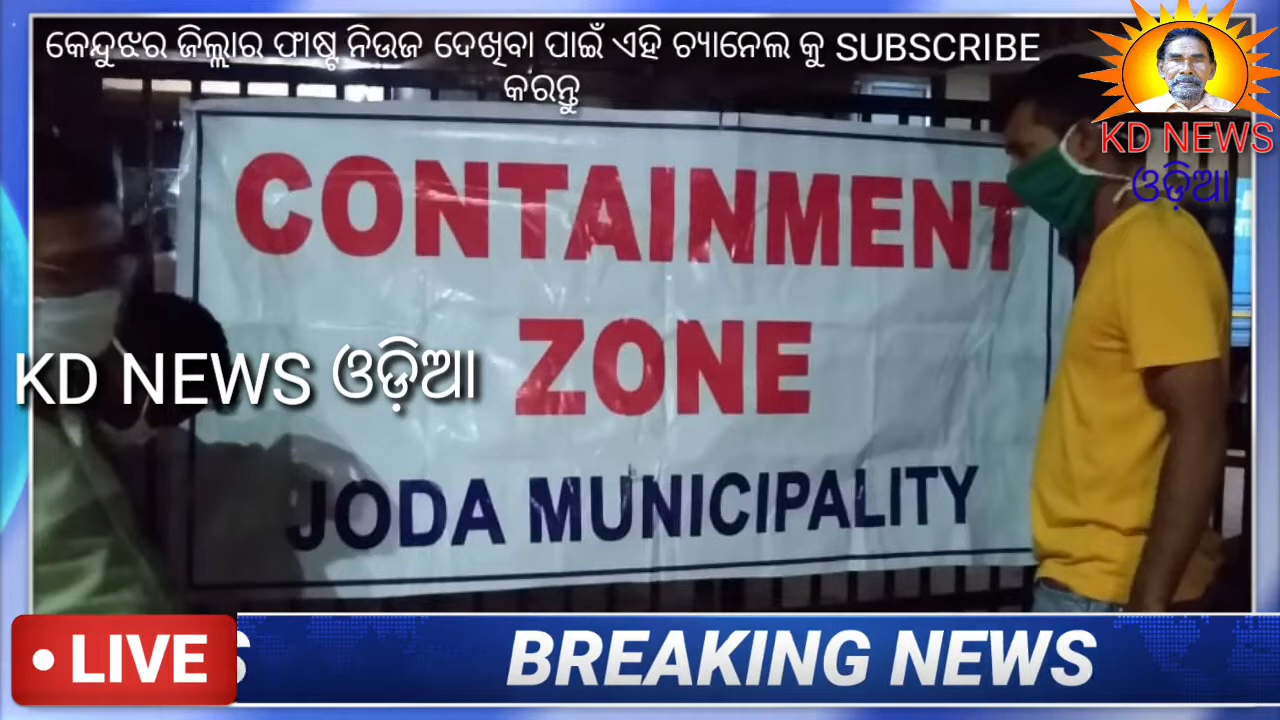 କେନ୍ଦୁଝର ଜିଲ୍ଲାର ଫାଷ୍ଟ ନିଉଜ ଦେଖିବା ପାଇଁ ଏହି ଚ୍ୟାନେଲ କୁ SUBSCRIBE
କରନ୍ତୁ
KD NEWS
ଓଡ଼ିଆ
CONTAINMENT
ZONE
KD NEWS ଓଡ଼ିଆ
JODA MUNICIPALITY
LIVE
S BREAKING NEWS